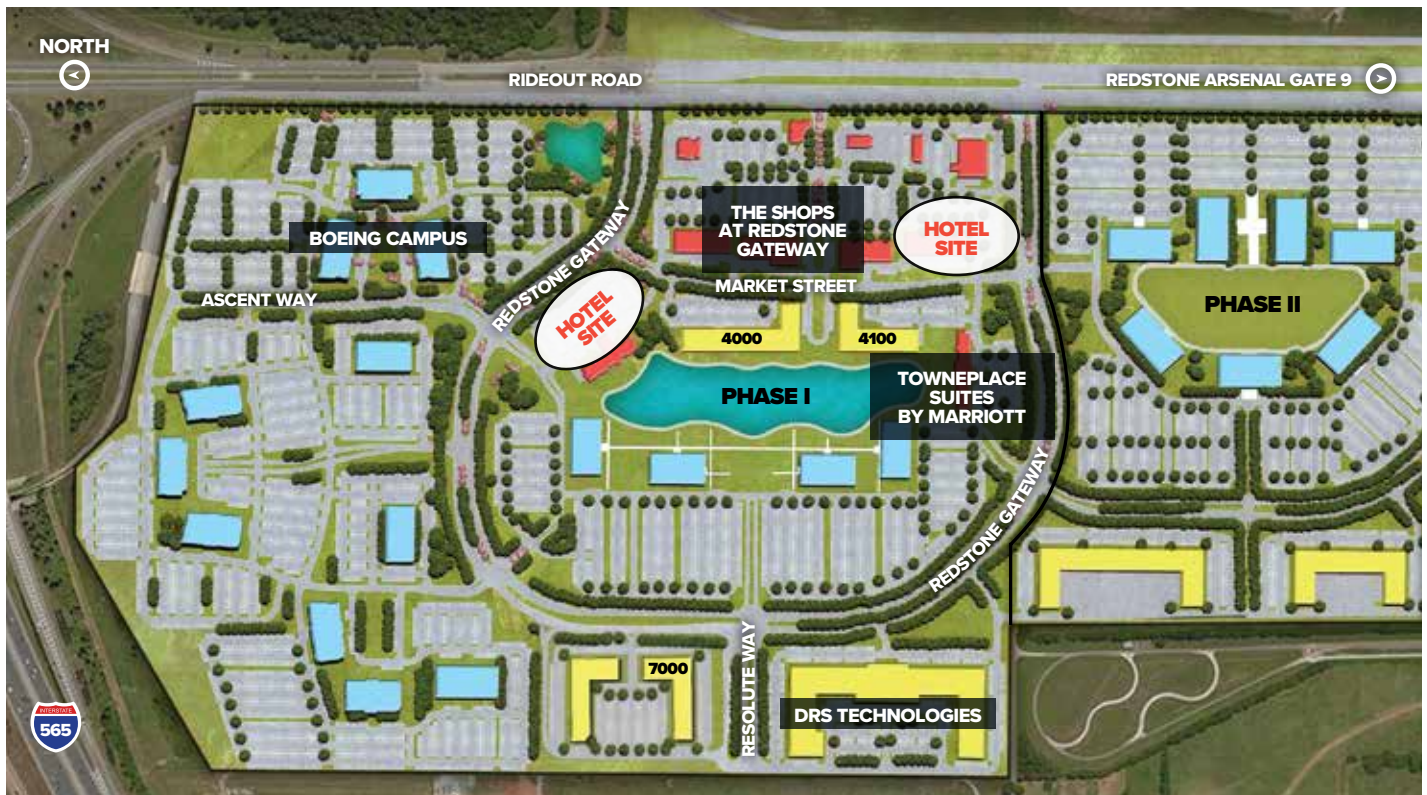 NORTH
RIDEOUT ROAD
REDSTONE ARSENAL GATE 9
BOEING CAMPUS
ASCENT WAY
REDSTONE GATEWAY
THE SHOPS
AT REDSTONE
GATEWAY
HOTEL
SITE
MARKET STREET
HOTEL
SITE
4000
4100
PHASE II
PHASE I
TOWNEPLACE
SUITES
BY MARRIOTT
REDSTONE GATEWAY
RESOLUTE WAY
7000
DRS TECHNOLOGIES
INTERSTATE
565